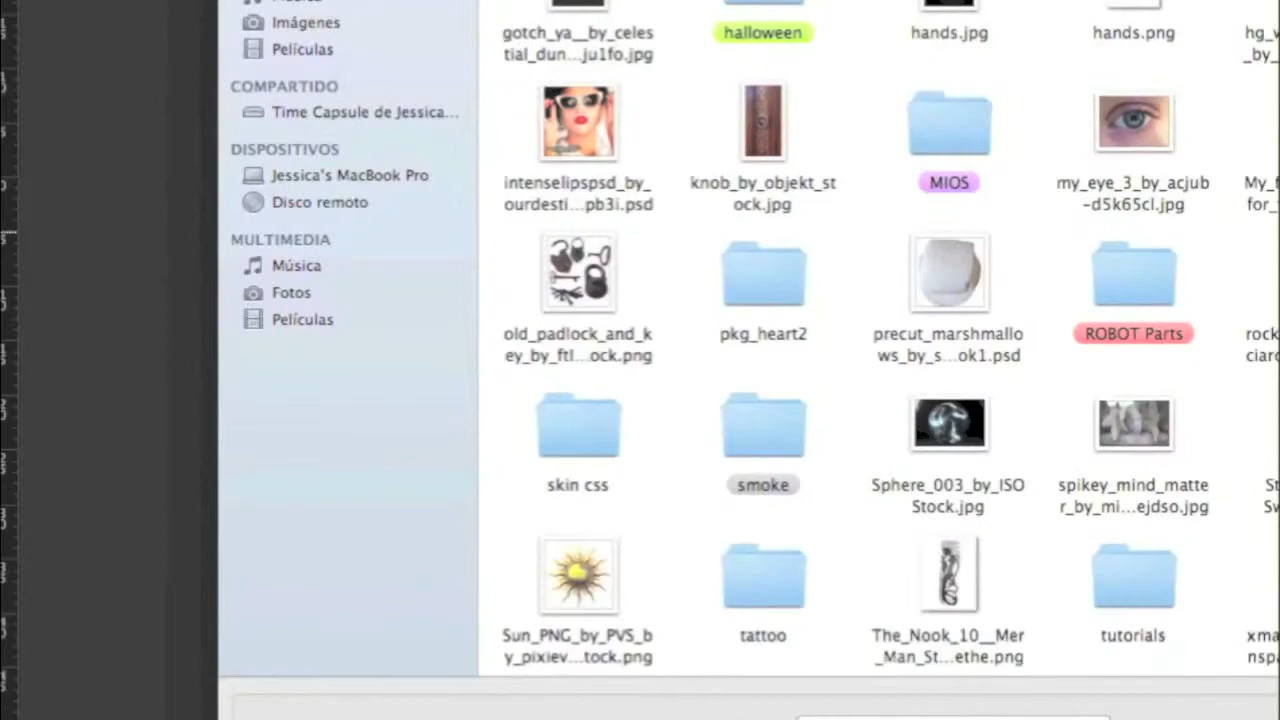 Imágenes
Películas
COMPARTIDO
Time Capsule de Jessica...
DISPOSITIVOS
Jessica's MacBook Pro
Disco remoto
MULTIMEDIA
Música
Fotos
Películas
gotch_ya__by_celes
tial_dun...ju1fo.jpg
halloween
hands.jpg
hands.png
intenselipspsd_by_
ourdesti...pb3i.psd
knob_by_objekt_st
ock.jpg
MIOS
my_eye_3_by_acjub
-d5k65cl.jpg
old_padlock_and_k
ey_by_ftl...ock.png
pkg_heart2
precut_marshmallo
ws_by_s...ok1.psd
ROBOT Parts
skin css
smoke
Sphere_003_by_ISO
Stock.jpg
spikey_mind_matte
r_by_mi...ejdso.jpg
Sun_PNG_by_PVS_b
y_pixiev...tock.png
tattoo
The_Nook_10__Mer
_Man_St...ethe.png
tutorials